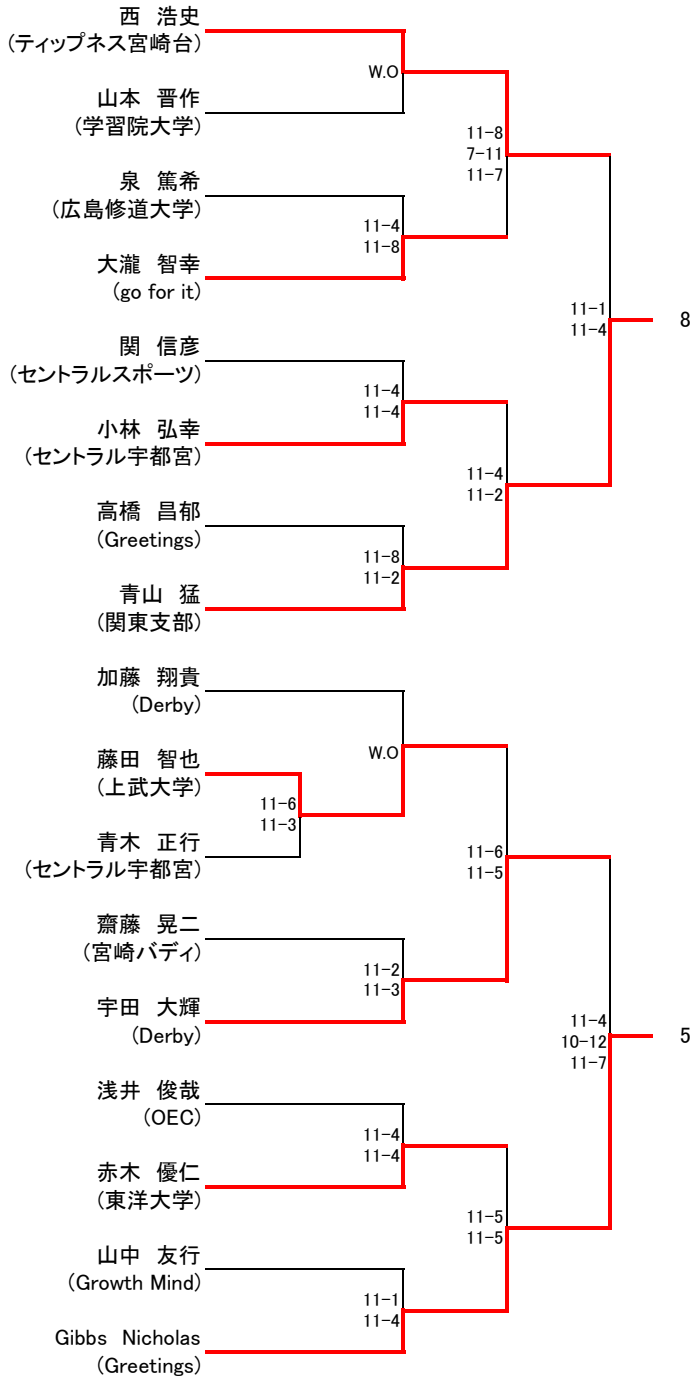 西 浩史
(ティップネス宮崎台)
W.O
山本 晋作
(学習院大学)
11-8
7-11
11-7
泉 篤希
(広島修道大学)
11-4
11-8
大瀧 智幸
(go for it)
11-1
11-4
8
関 信彦
(セントラルスポーツ)
11-4
11-4
小林 弘幸
(セントラル宇都宮)
11-4
11-2
高橋 昌郁
(Greetings)
11-8
11-2
青山 猛
(関東支部)
加藤 翔貴
(Derby)
W.O
藤田 智也
(上武大学)
11-6
11-3
青木 正行
(セントラル宇都宮)
11-6
11-5
齋藤 晃二
(宮崎バディ)
11-2
11-3
宇田 大輝
(Derby)
11-4
10-12
11-7
5
浅井 俊哉
(OEC)
11-4
11-4
赤木 優仁
(東洋大学)
11-5
11-5
山中 友行
(Growth Mind)
11-1
11-4
Gibbs Nicholas
(Greetings)